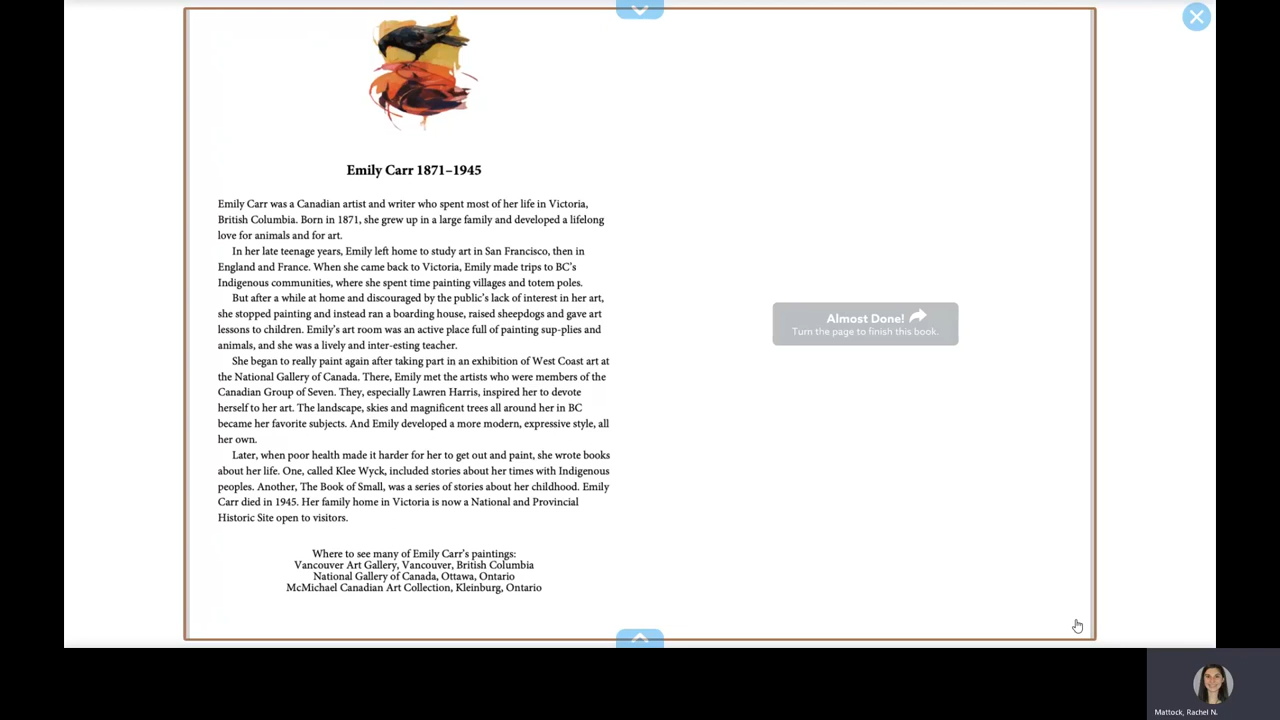 Emily Carr 1871–1945
Emily Carr was a Canadian artist and writer who spent most of her life in Victoria,
British Columbia. Born in 1871, she grew up in a large family and developed a lifelong
love for animals and for art.
In her late teenage years, Emily left home to study art in San Francisco, then in
England and France. When she came back to Victoria, Emily made trips to BC's
Indigenous communities, where she spent time painting villages and totem poles.
But after a while at home and discouraged by the public's lack of interest in her art,
she stopped painting and instead ran a boarding house, raised sheepdogs and gave art
lessons to children. Emily's art room was an active place full of painting sup-plies and
animals, and she was a lively and inter-esting teacher.
She began to really paint again after taking part in an exhibition of West Coast art at
the National Gallery of Canada. There, Emily met the artists who were members of the
Canadian Group of Seven. They, especially Lawren Harris, inspired her to devote
herself to her art. The landscape, skies and magnificent trees all around her in BC
became her favorite subjects. And Emily developed a more modern, expressive style, all
her own.
Later, when poor health made it harder for her to get out and paint, she wrote books
about her life. One, called Klee Wyck, included stories about her times with Indigenous
peoples. Another, The Book of Small, was a series of stories about her childhood. Emily
Carr died in 1945. Her family home in Victoria is now a National and Provincial
Historic Site open to visitors.
Where to see many of Emily Carr's paintings:
Vancouver Art Gallery, Vancouver, British Columbia
National Gallery of Canada, Ottawa, Ontario
McMichael Canadian Art Collection, Kleinburg, Ontario
Almost Done!
Turn the page to finish this book.
Mattock, Rachel N.